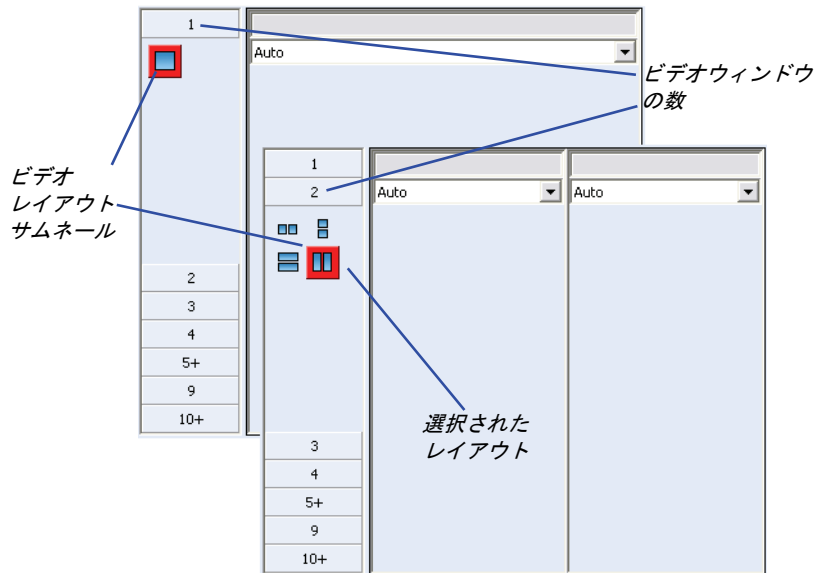 1
Auto
ビデオウィンドウ
の数
ビデオ
レイアウト
サムネール
2
3
4
5+
9
10+
1
2
Auto
Auto
選択された
レイアウト
3
4
5+
9
10+